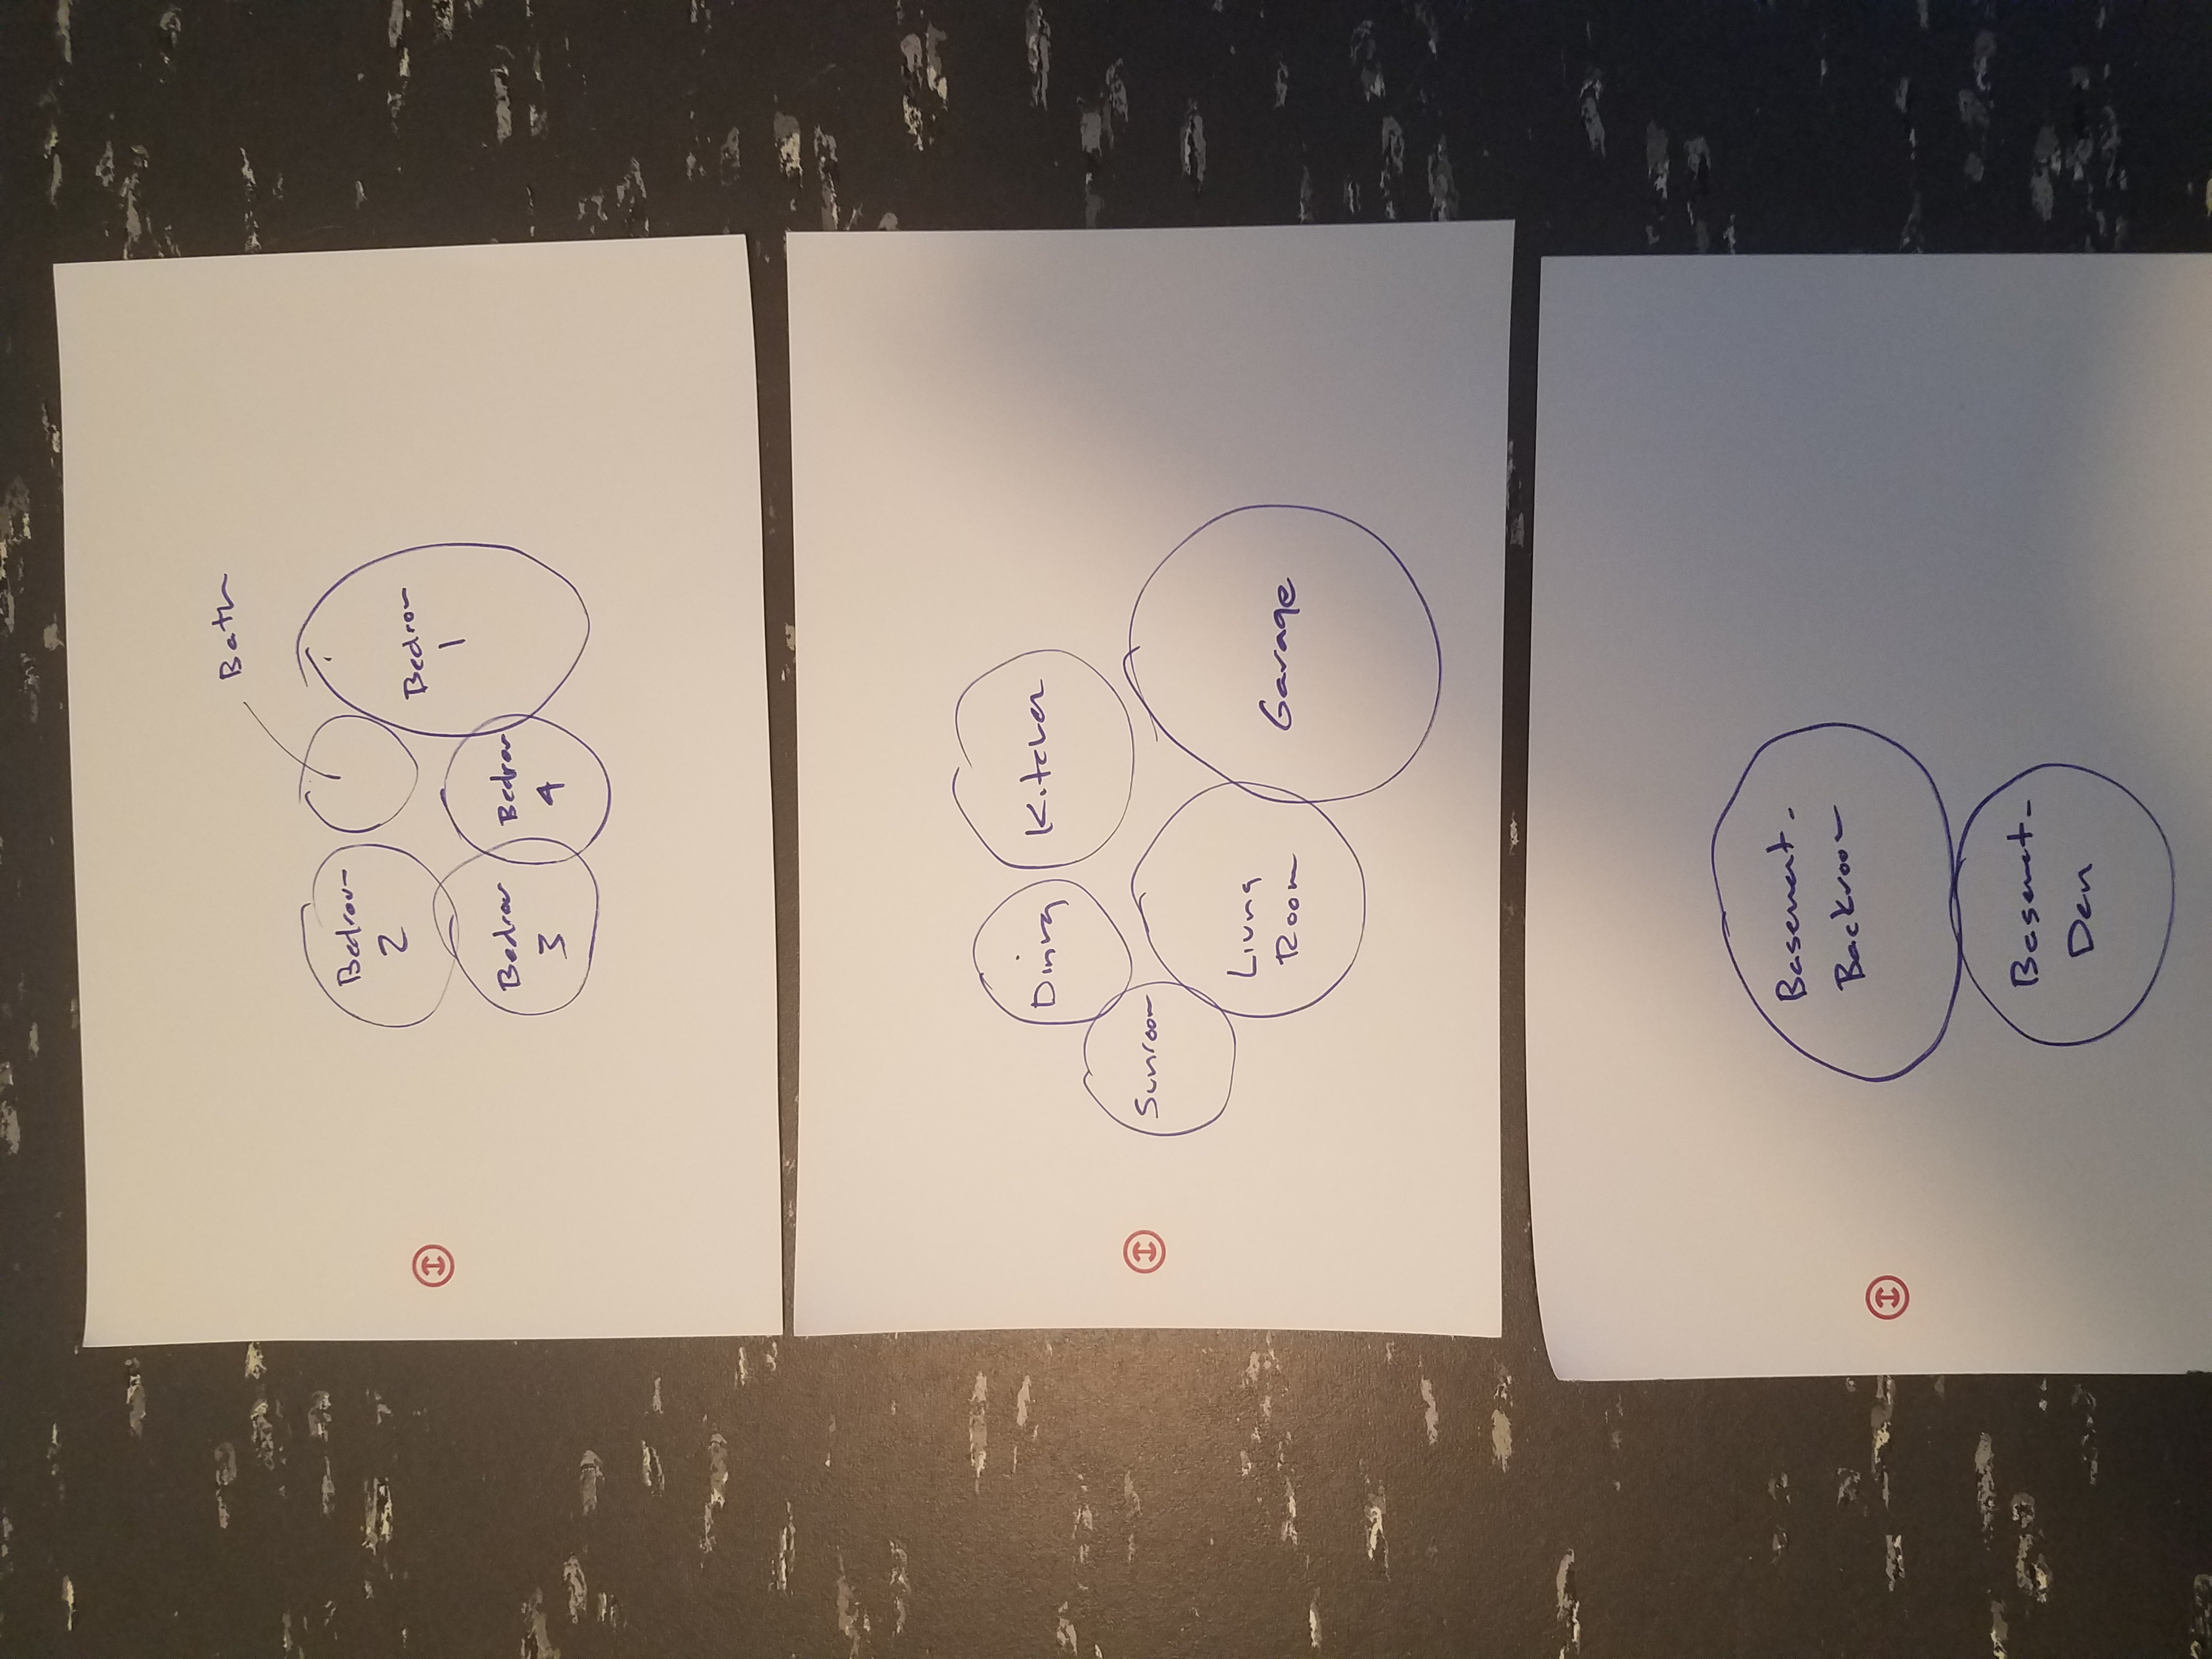 Bath
Bedroom
2
Bedroom
1
Bedroom
3
Bedroom
4
Dining
Kitchen
Sunroom
Living
Room
Garage
Basement-
Backroom
Basement-
Den